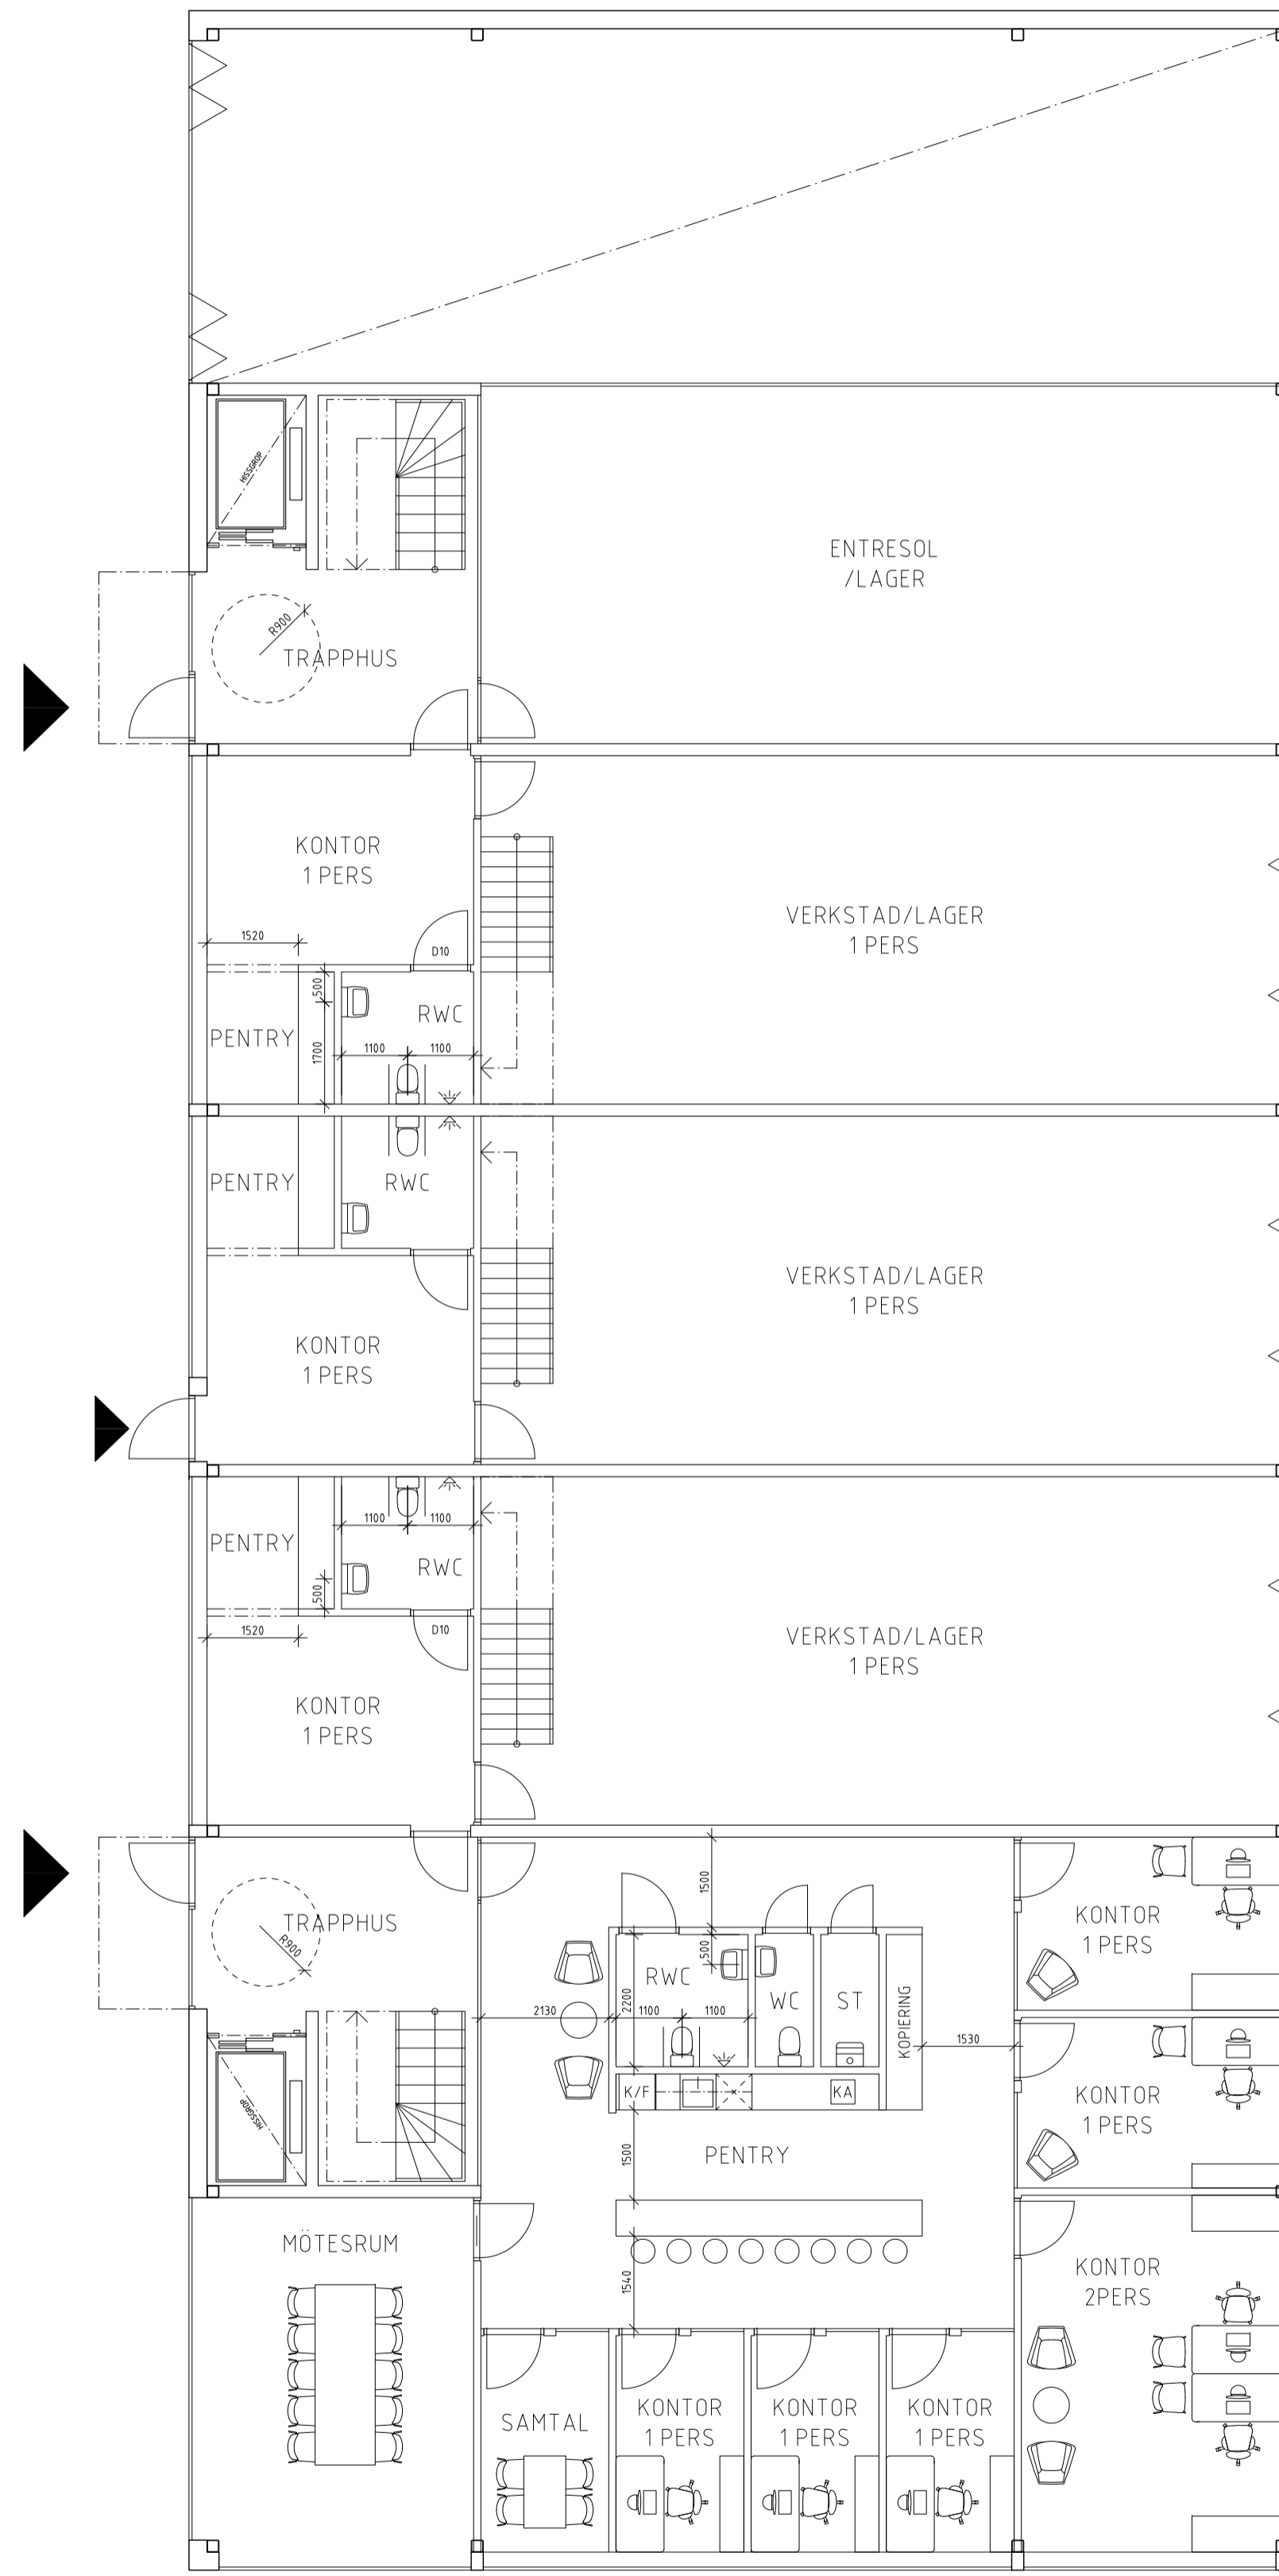 HISSGROP
ENTRESOL
/LAGER
R900
TRAPPHUS
KONTOR
1 PERS
VERKSTAD/LAGER
1 PERS
1520
D10
500
RWC
PENTRY
1700
1100
1100
PENTRY
RWC
VERKSTAD/LAGER
1 PERS
KONTOR
1 PERS
PENTRY
1100
1100
RWC
500
1520
D10
VERKSTAD/LAGER
1 PERS
KONTOR
1 PERS
TRAPPHUS
R900
1500
KONTOR
1 PERS
500
RWC
WC
ST
2200
2130
1100
1100
KOPIERING
1530
K/F
KA
KONTOR
1 PERS
HISSGROP
1500
PENTRY
MÖTESRUM
1540
KONTOR
2PERS
SAMTAL
KONTOR
1 PERS
KONTOR
1 PERS
KONTOR
1 PERS